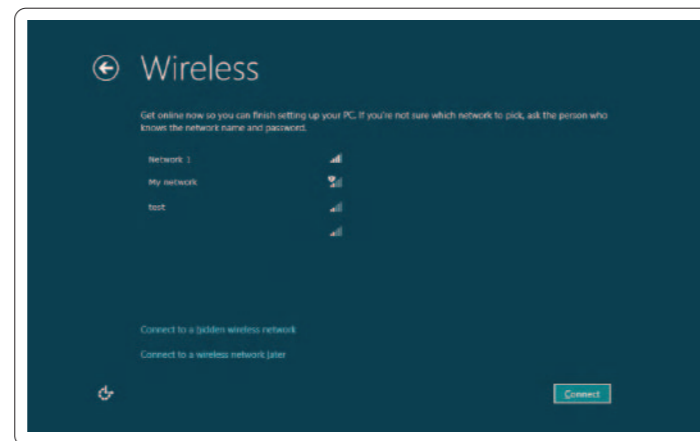 Wireless
Get online now so you can finish setting up your PC. If you're not sure which network to pick, ask the person who
knows the network name and password.
Network 1
My network
test
Connect to a hidden wireless network
Connect to a wireless network later
Connect